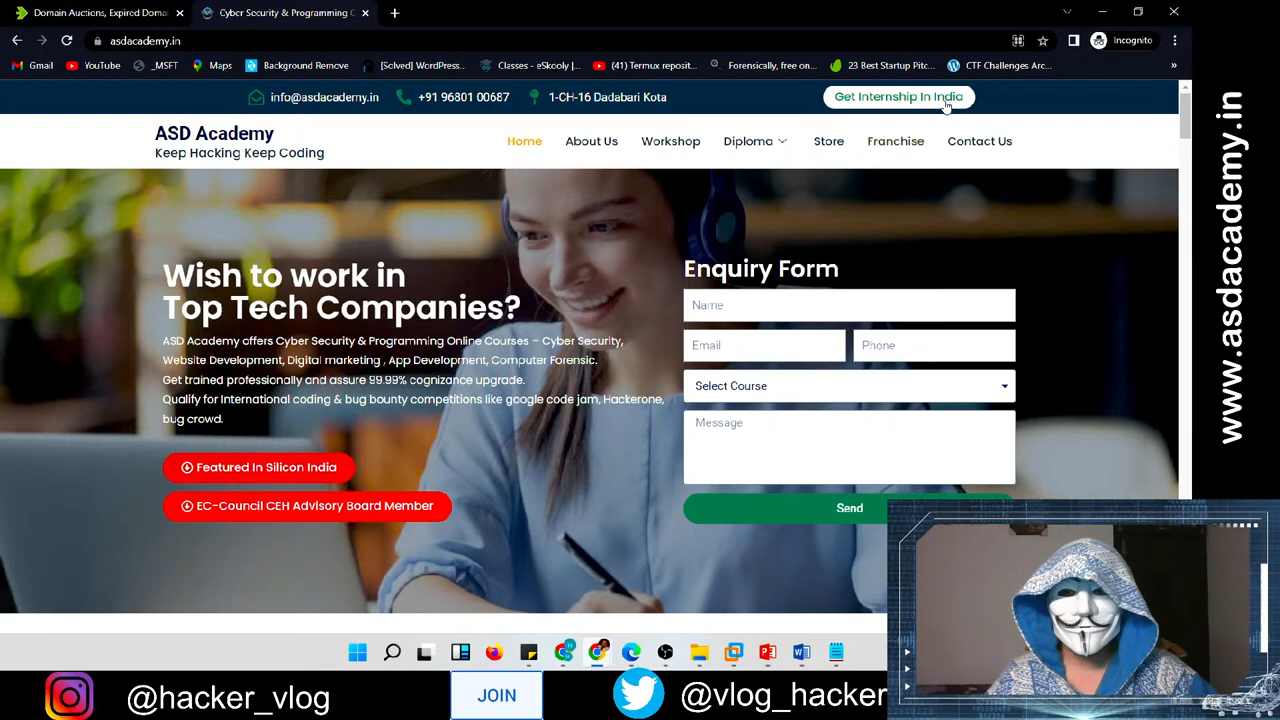 Domain Auctions, Expired Doma
Cyber Security & Programming C
asdacademy.in
Incognito
Gmail
YouTube
_MSFT
Maps
Background Remove
[Solved] WordPress...
Classes - eSkooly |...
(41) Termux reposit...
Forensically, free on...
23 Best Startup Pitc...
CTF Challenges Arc...
»
info@asdacademy.in
+91 96801 00687
1-CH-16 Dadabari Kota
Get Internship In India
ASD Academy
Keep Hacking Keep Coding
Home
About Us
Workshop
Diploma
Store
Franchise
Contact Us
Wish to work in
Top Tech Companies?
ASD Academy offers Cyber Security & Programming Online Courses – Cyber Security,
Website Development, Digital marketing , App Development, Computer Forensic.
Get trained professionally and assure 99.99% cognizance upgrade.
Qualify for International coding & bug bounty competitions like google code jam, Hackerone,
bug crowd.
Featured In Silicon India
EC-Council CEH Advisory Board Member
Enquiry Form
Name
Email
Phone
Select Course
Message
Send
www.asdacademy.in
@hacker_vlog
JOIN
@vlog_hacker